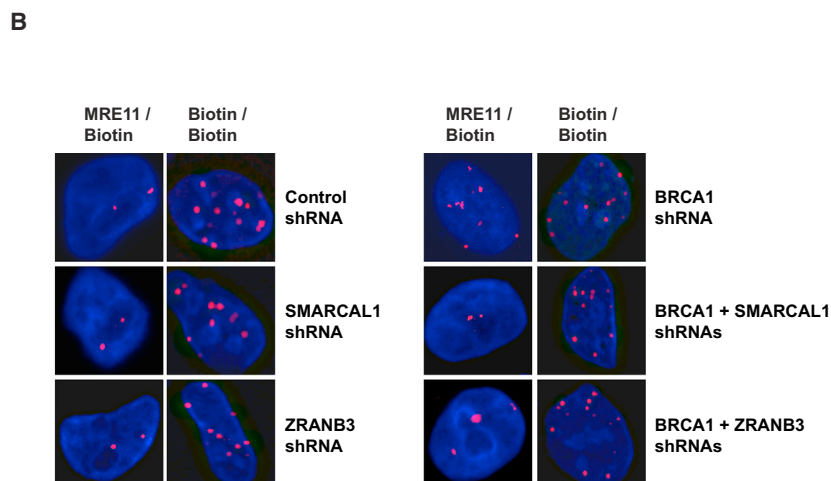 B
MRE11 / Biotin /
Biotin Biotin
MRE11 / Biotin /
Biotin Biotin
Control
shRNA
BRCA1
shRNA
SMARCAL1
shRNA
BRCA1 + SMARCAL1
shRNAs
ZRANB3
shRNA
BRCA1 + ZRANB3
shRNAs